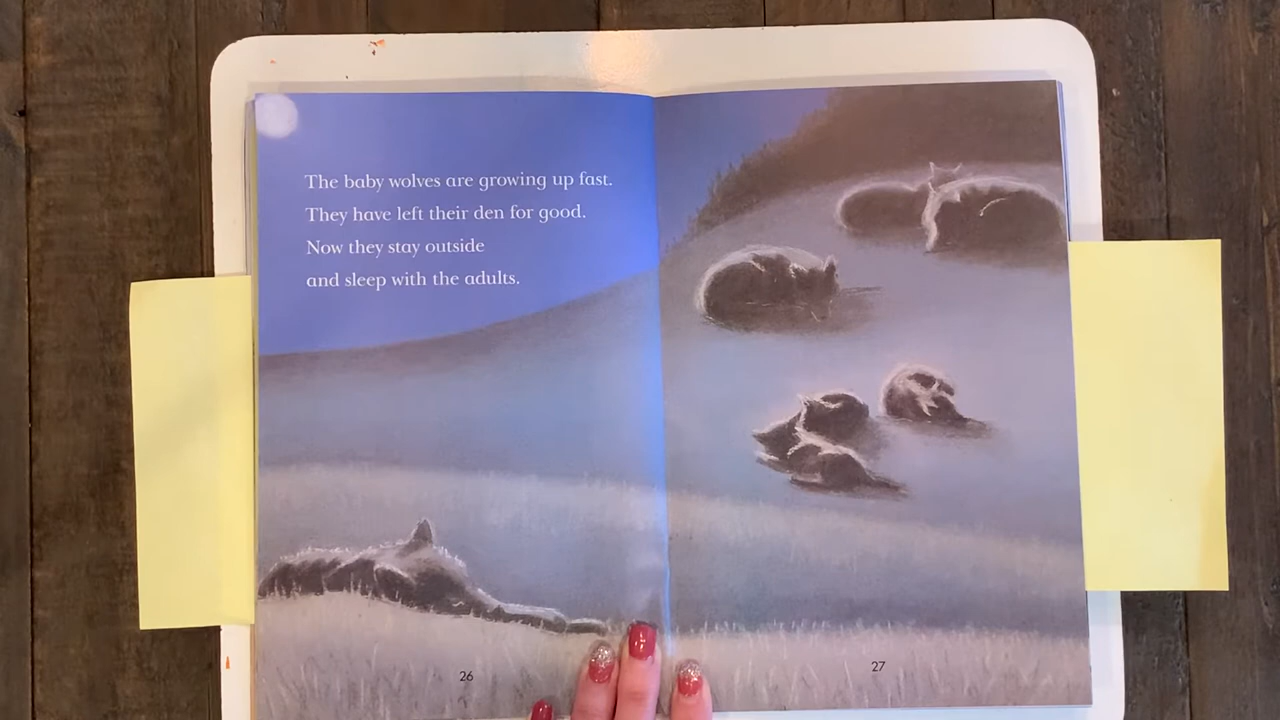 The baby wolves are growing up fast.
They have left their den for good.
Now they stay outside
and sleep with the adults.
26
27